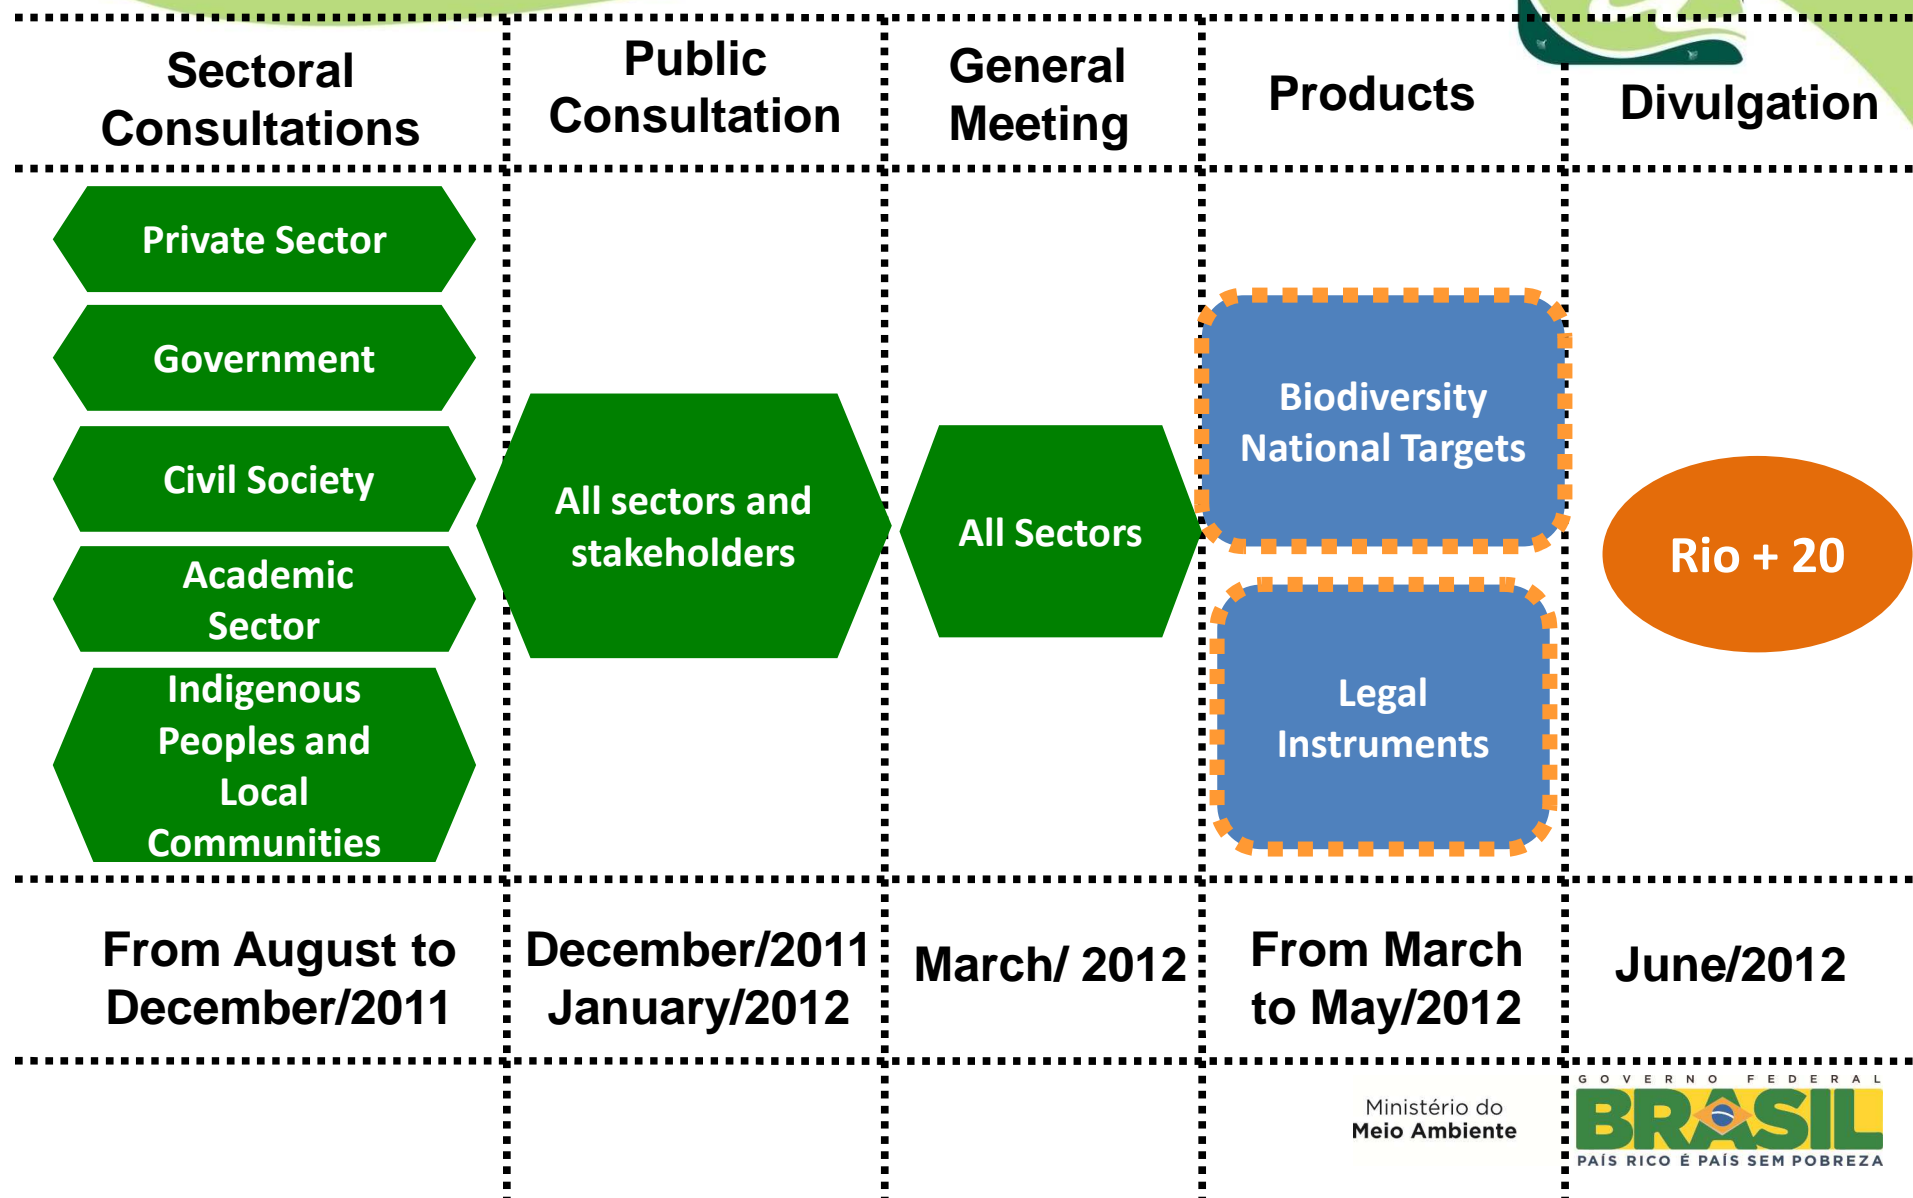 Sectoral
Consultations
Public
Consultation
General
Meeting
Products
Divulgation
Private Sector
Government
Civil Society
Academic
Sector
Indigenous
Peoples and
Local
Communities
All sectors and
stakeholders
All Sectors
Biodiversity
National Targets
Legal
Instruments
Rio + 20
From August to
December/2011
December/2011
January/2012
March/ 2012
From March
to May/2012
June/2012
Ministério do
Meio Ambiente
GOVERNO FEDERAL
BRASIL
PAÍS RICO É PAÍS SEM POBREZA